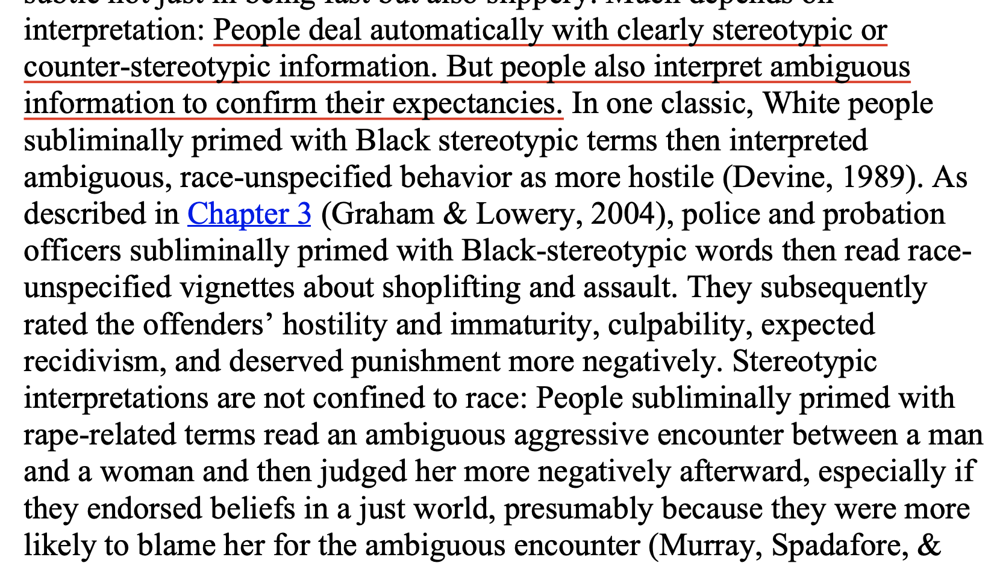 subtle not just in being fast but also slippery. Much depends on
interpretation: People deal automatically with clearly stereotypic or
counter-stereotypic information. But people also interpret ambiguous
information to confirm their expectancies. In one classic, White people
subliminally primed with Black stereotypic terms then interpreted
ambiguous, race-unspecified behavior as more hostile (Devine, 1989). As
described in Chapter 3 (Graham & Lowery, 2004), police and probation
officers subliminally primed with Black-stereotypic words then read race-
unspecified vignettes about shoplifting and assault. They subsequently
rated the offenders’ hostility and immaturity, culpability, expected
recidivism, and deserved punishment more negatively. Stereotypic
interpretations are not confined to race: People subliminally primed with
rape-related terms read an ambiguous aggressive encounter between a man
and a woman and then judged her more negatively afterward, especially if
they endorsed beliefs in a just world, presumably because they were more
likely to blame her for the ambiguous encounter (Murray, Spadafore, &